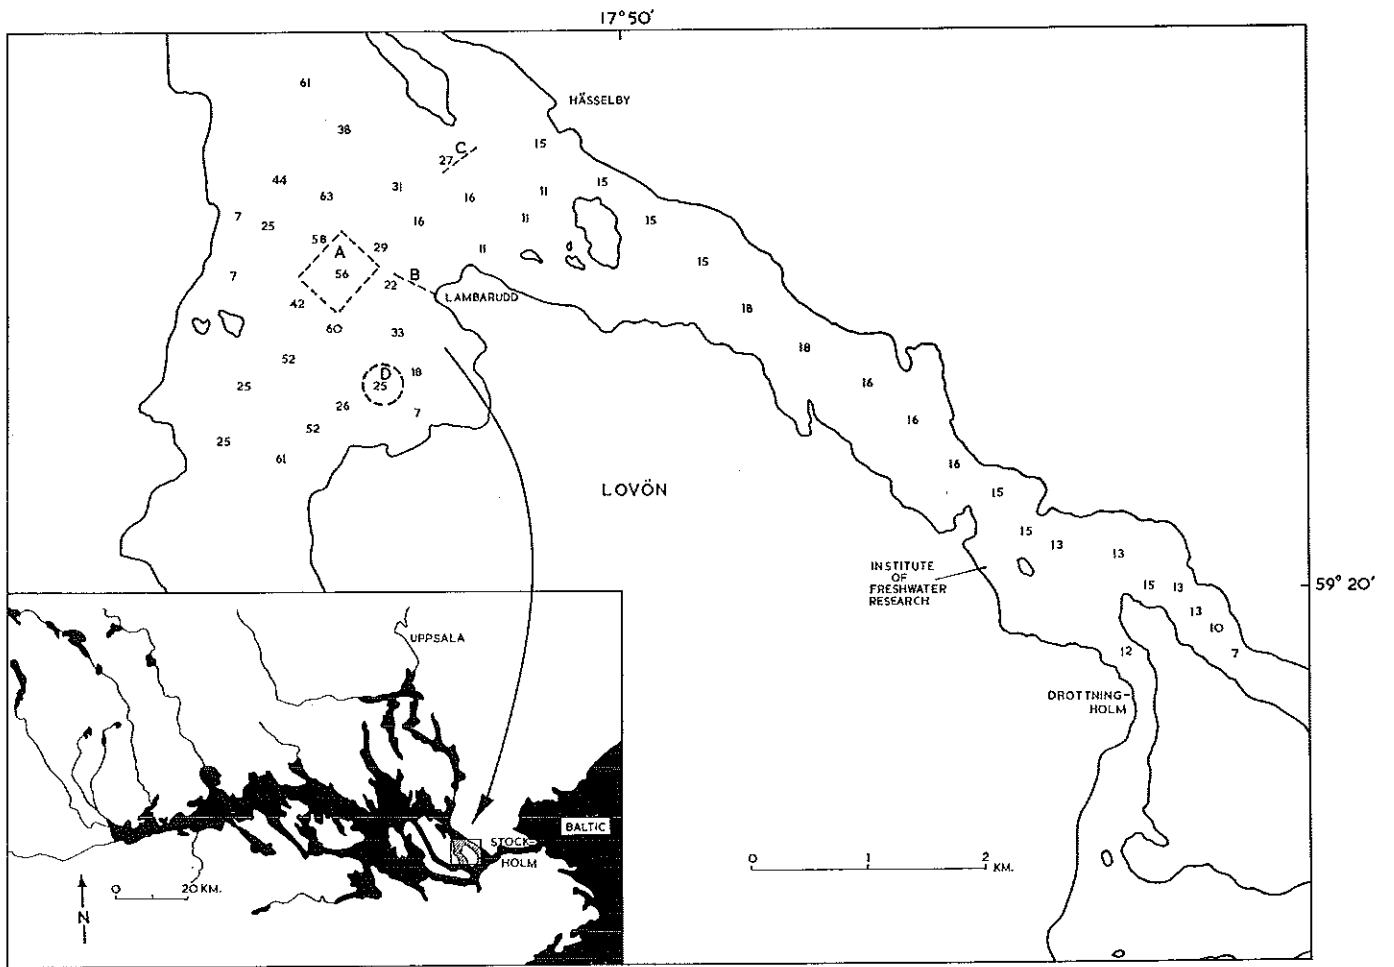 17°50'
61
HÄSSELBY
38
15
C
27
44
31
15
63
16
11
7
25
16
11
15
58
29
11
A
15
7
56
B
22
LAMBARUDD
42
18
60
33
18
52
D
18
25
25
16
26
7
16
52
25
61
16
LOVÖN
15
15
13
13
INSTITUTE
OF
FRESHWATER
RESEARCH
15
13
59° 20'
13
10
12
7
DROTTNING-
HOLM
UPPSALA
BALTIC
STOCK-
HOLM
0 20 KM.
N
0 1 2
KM.